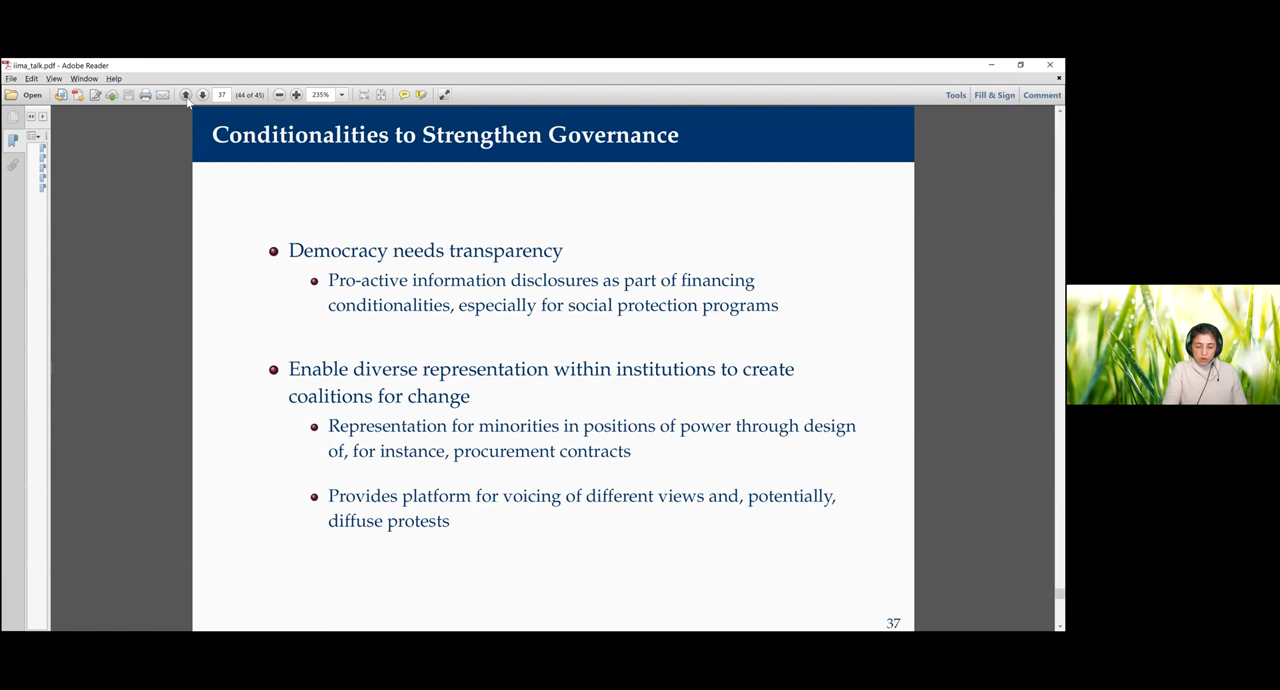 iima_talk.pdf - Adobe Reader
File Edit View Window Help
Open 37 (44 of 45) 235% Tools Fill & Sign Comment
Conditionalities to Strengthen Governance
Democracy needs transparency
Pro-active information disclosures as part of financing
conditionalities, especially for social protection programs
Enable diverse representation within institutions to create
coalitions for change
Representation for minorities in positions of power through design
of, for instance, procurement contracts
Provides platform for voicing of different views and, potentially,
diffuse protests
37